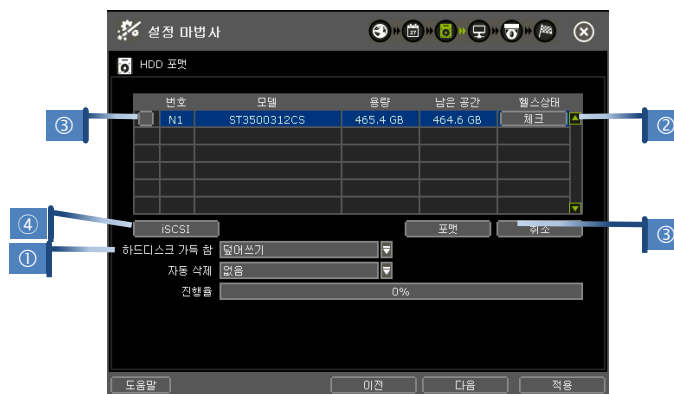 설정 마법사
27
HDD 포맷
번호 모델 용량 남은 공간 헬스상태
③ N1 ST3500312CS 465.4 GB 464.6 GB 체크 ②
④ iSCSI 포맷 취소 ③
① 하드디스크 가득 참 덮어쓰기
자동 삭제 없음
진행율 0%
도움말 이전 다음 적용